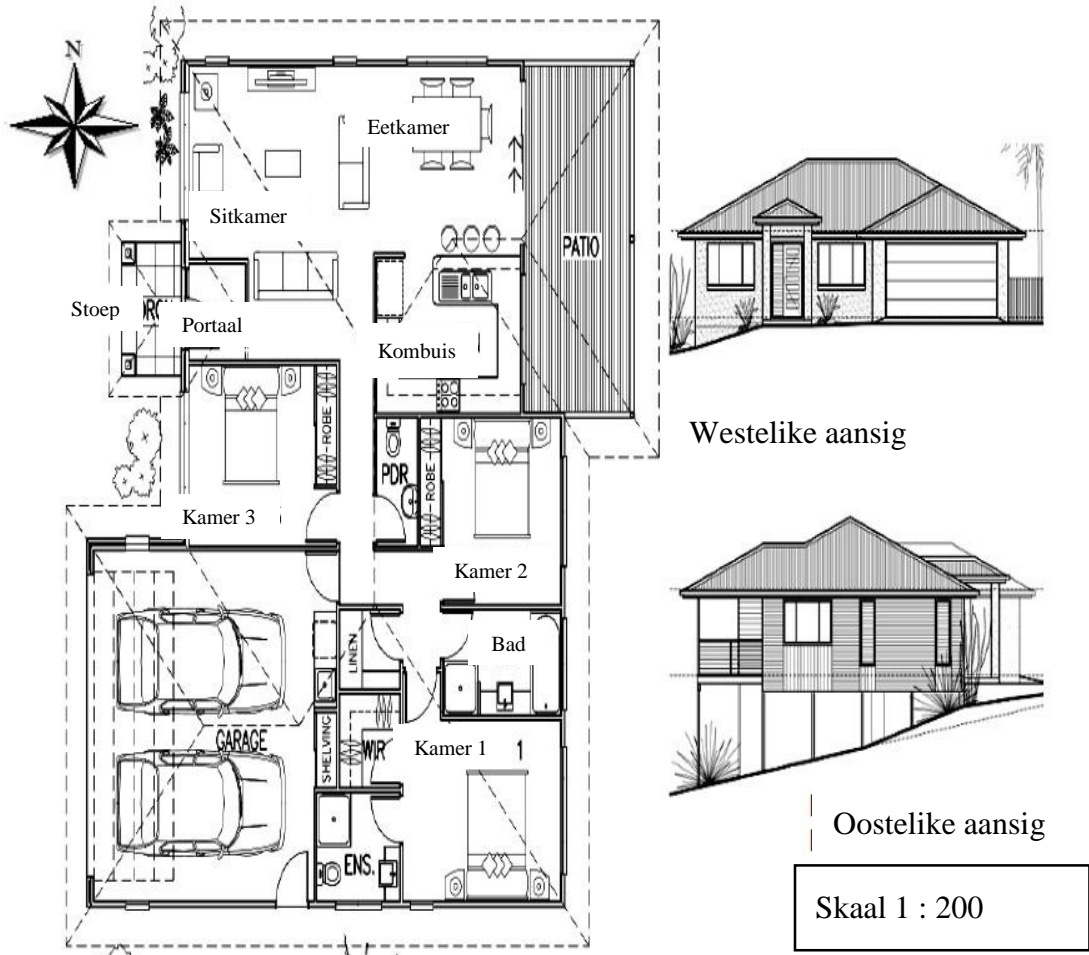 N
Eetkamer
Sitkamer
PATIO
Stoep
Portaal
Kombuis
ROBE
Westelike aansig
PDR
ROBE
Kamer 3
Kamer 2
LINEN
Bad
GARAGE
SHELVING
WIR
Kamer 1
1
ENS.
Oostelike aansig
Skaal 1 : 200